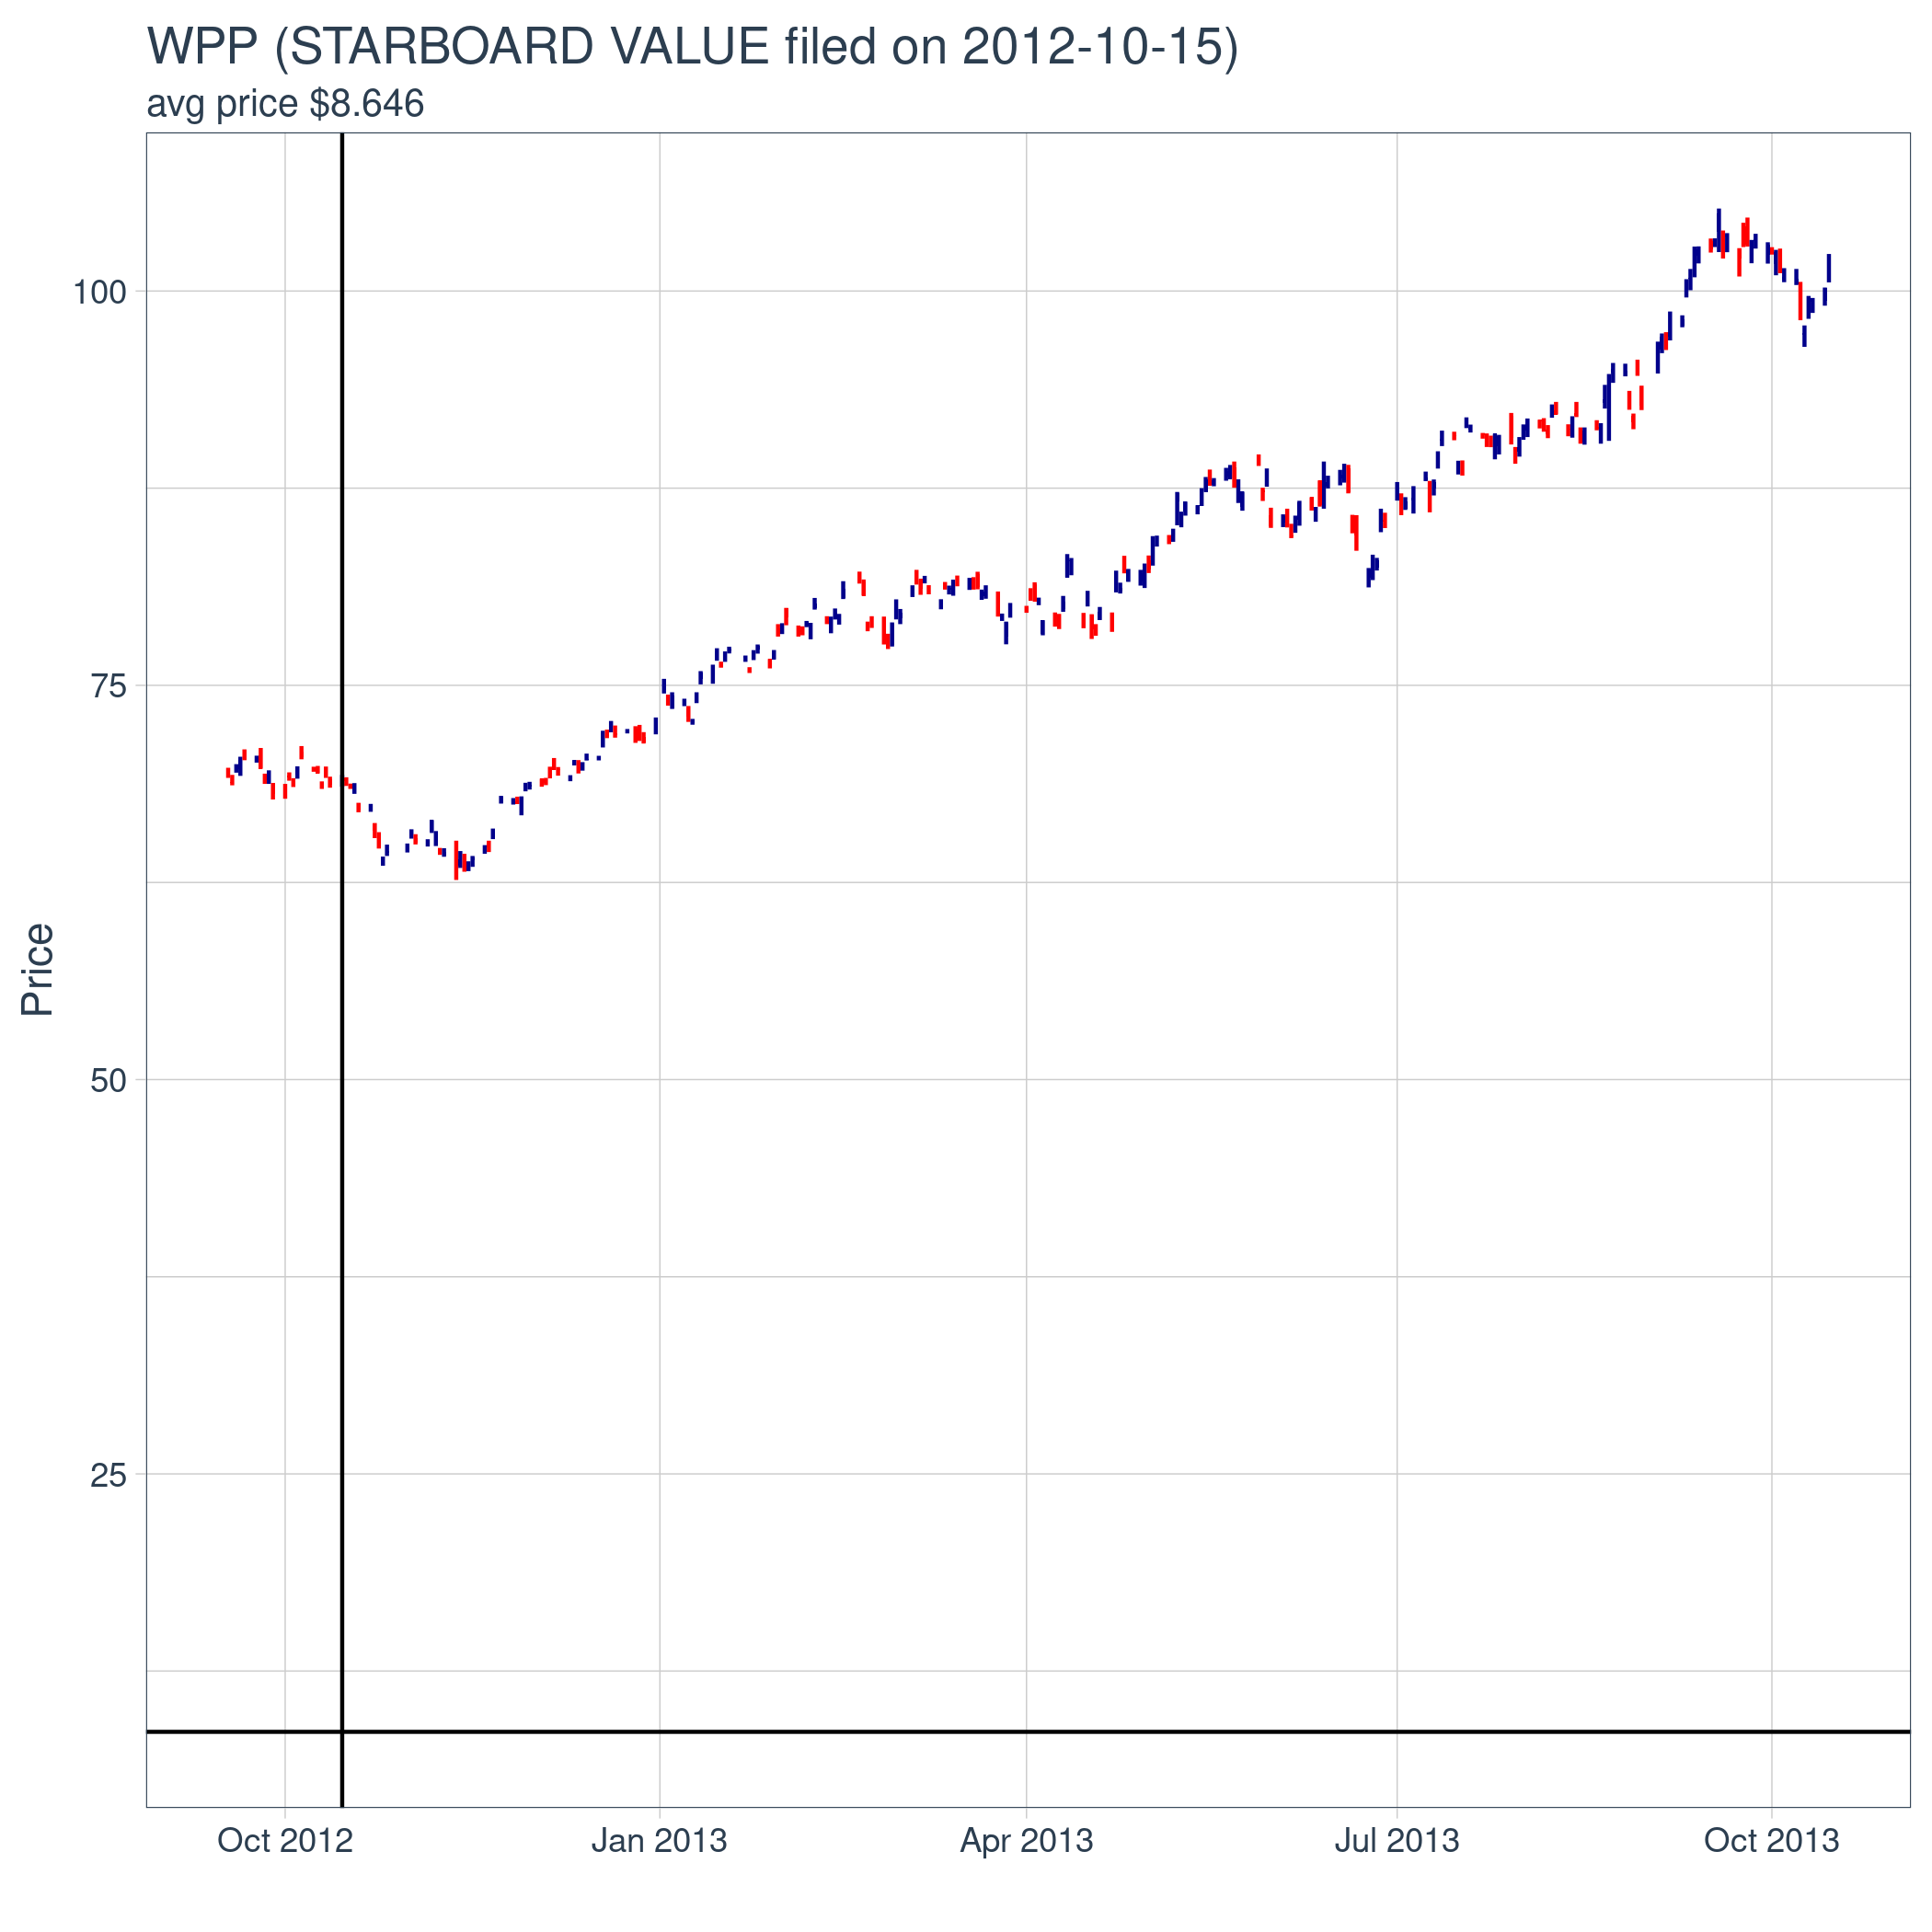 WPP (STARBOARD VALUE filed on 2012-10-15)
avg price $8.646
100
75
50
25
Price
Oct 2012 Jan 2013 Apr 2013 Jul 2013 Oct 2013